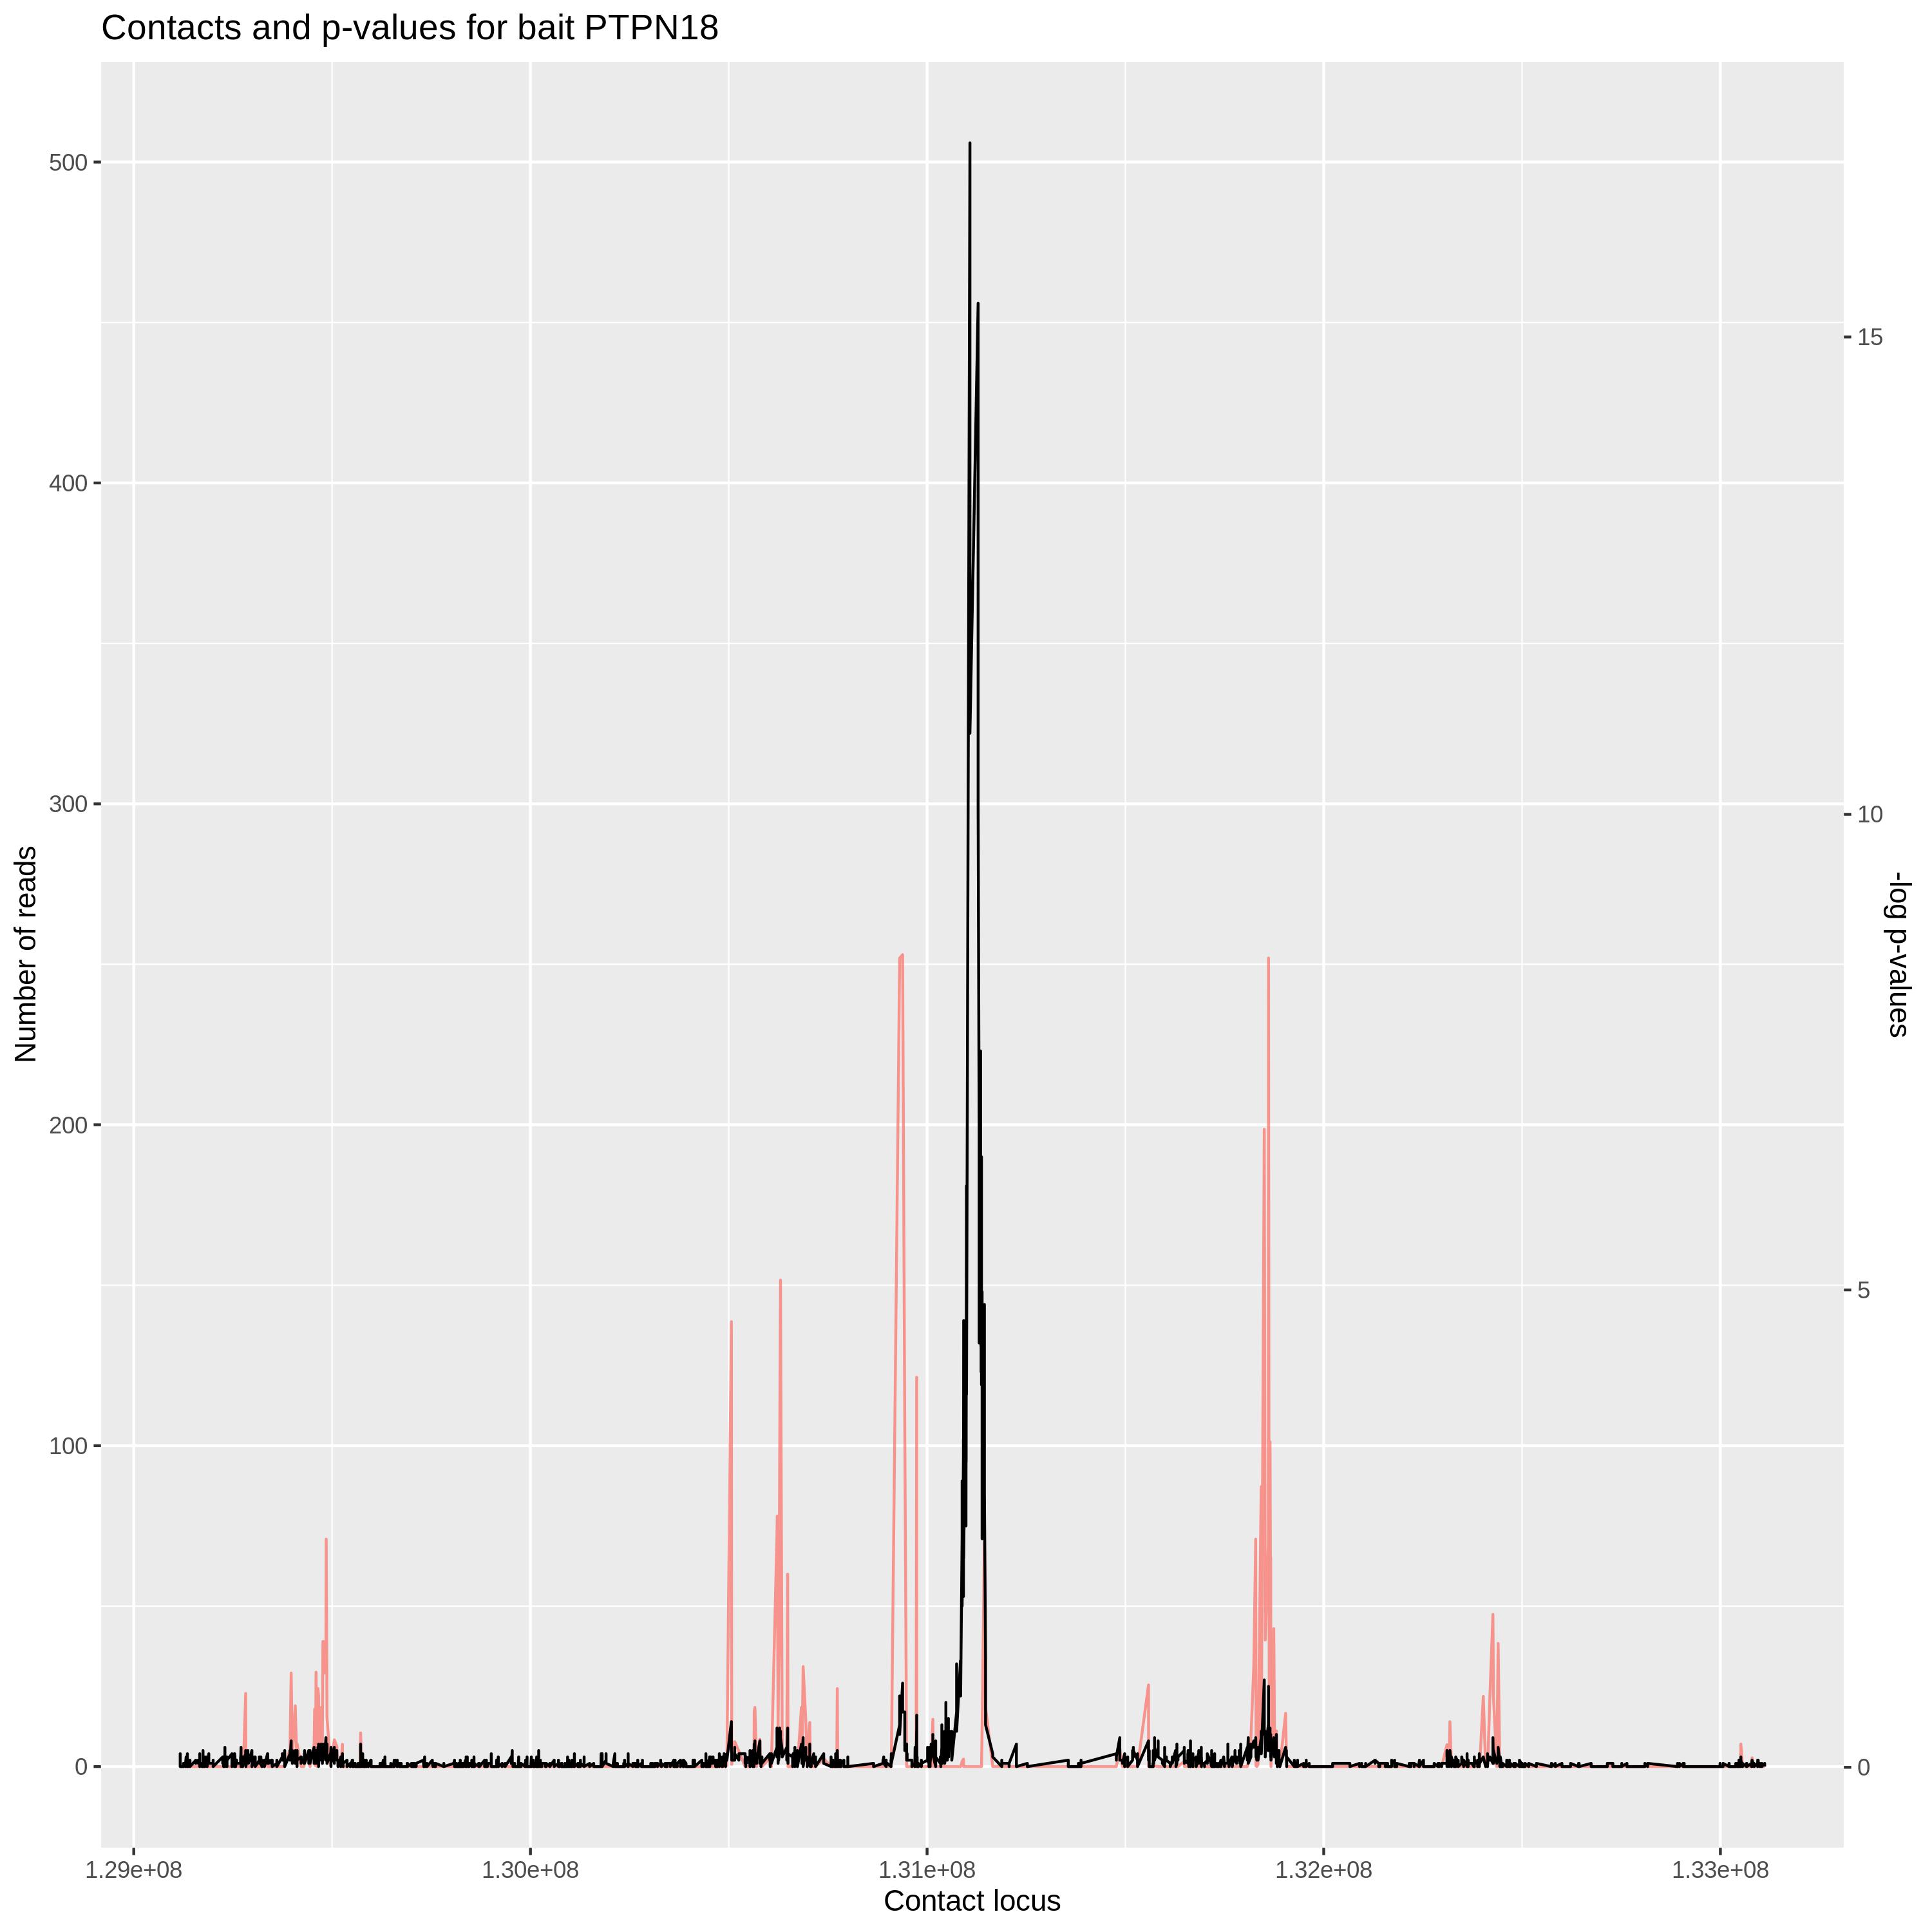 Contacts and p-values for bait PTPN18
Number of reads
500
400
300
200
100
0
15
10
5
0
-log p-values
1.29e+08
1.30e+08
1.31e+08
1.32e+08
1.33e+08
Contact locus